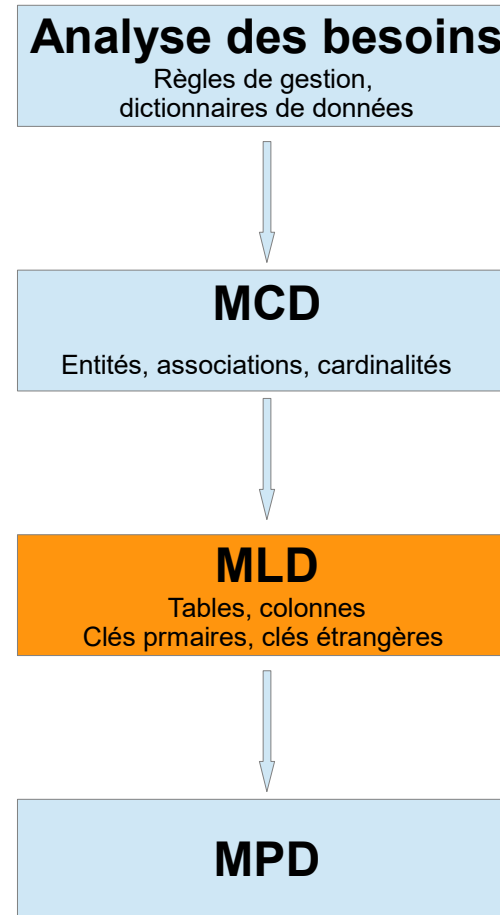 Analyse des besoins
Règles de gestion,
dictionnaires de données
MCD
Entités, associations, cardinalités
MLD
Tables, colonnes
Clés prmaires, clés étrangères
MPD